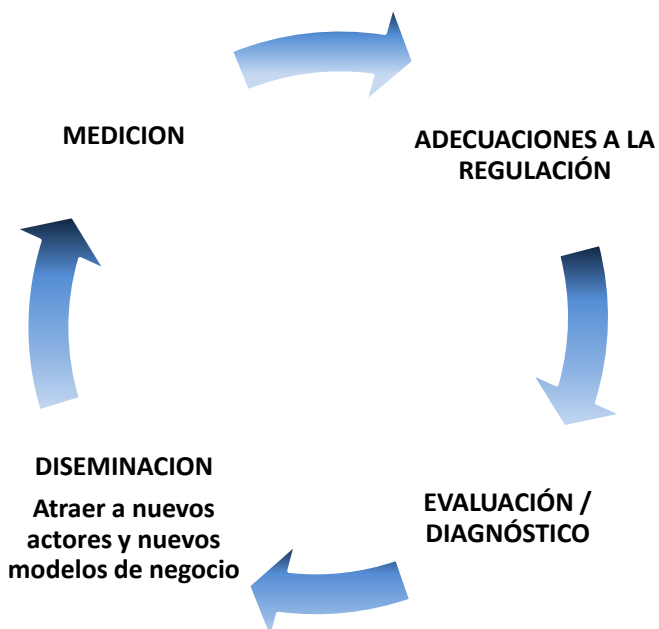 MEDICION
ADECUACIONES A LA
REGULACIÓN
EVALUACIÓN /
DIAGNÓSTICO
DISEMINACION
Atraer a nuevos
actores y nuevos
modelos de negocio